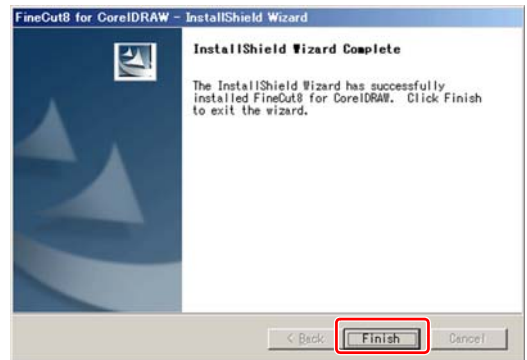 FineCut8 for CorelDRAW - InstallShield Wizard
InstallShield Wizard Complete
The InstallShield Wizard has successfully
installed FineCut8 for CorelDRAW. Click Finish
to exit the wizard.
< Back Finish Cancel